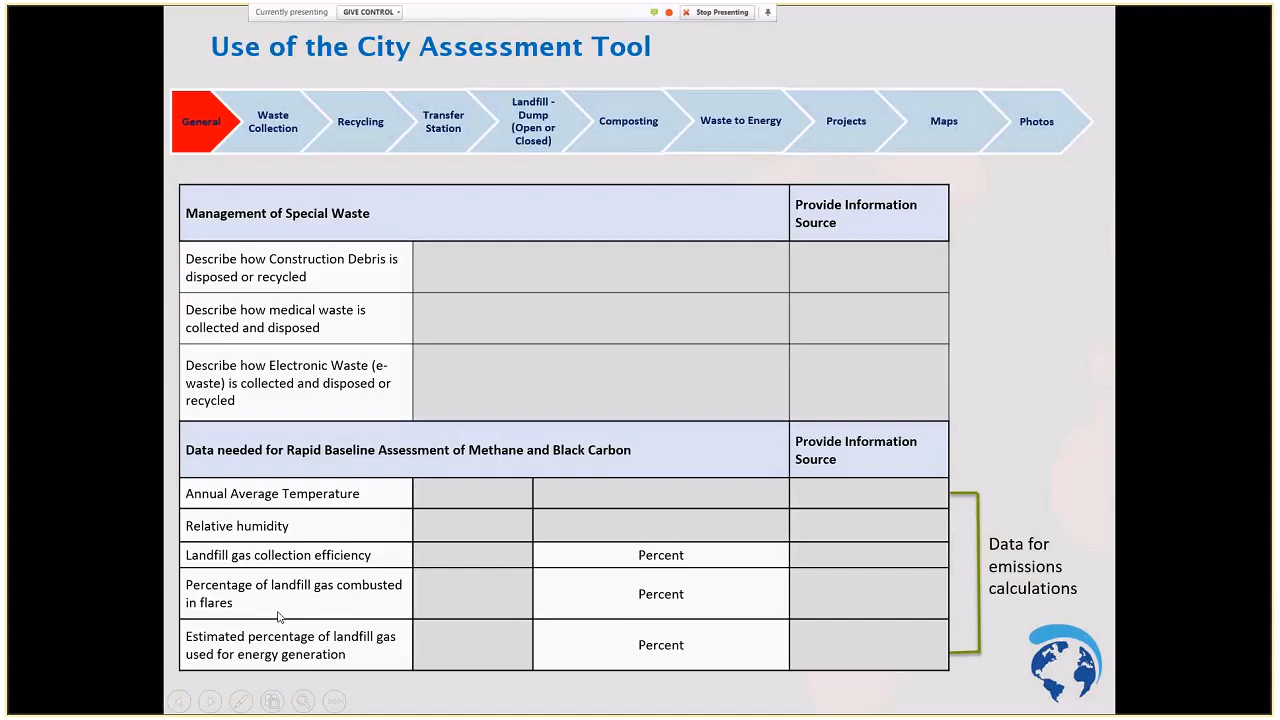 Currently presenting GIVE CONTROL Stop Presenting
Use of the City Assessment Tool
General
Waste
Collection
Recycling
Transfer
Station
Landfill -
Dump
(Open or
Closed)
Composting
Waste to Energy
Projects
Maps
Photos
Management of Special Waste
Provide Information
Source
Describe how Construction Debris is
disposed or recycled
Describe how medical waste is
collected and disposed
Describe how Electronic Waste (e-
waste) is collected and disposed or
recycled
Data needed for Rapid Baseline Assessment of Methane and Black Carbon
Provide Information
Source
Annual Average Temperature
Relative humidity
Landfill gas collection efficiency
Percent
Percentage of landfill gas combusted
in flares
Percent
Estimated percentage of landfill gas
used for energy generation
Percent
Data for
emissions
calculations